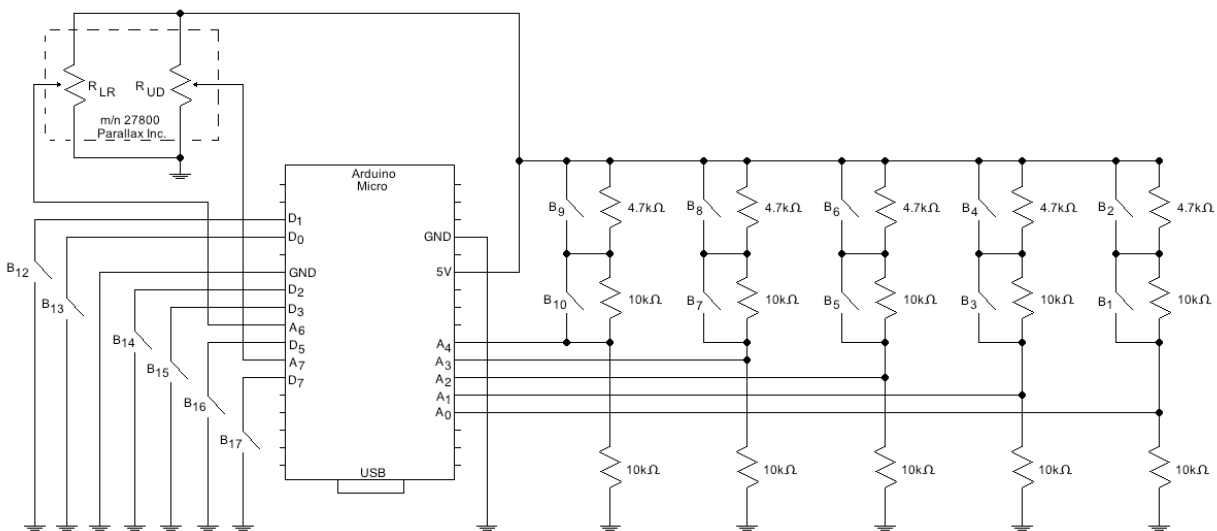 R LR
R UD
m/n 27800
Parallax Inc.
Arduino
Micro
D1
D0
GND
D2
D3
A6
D5
A7
D7
GND
5V
A4
A3
A2
A1
A0
USB
B12
B13
B14
B15
B16
B17
B9
4.7kΩ
B8
4.7kΩ
B6
4.7kΩ
B4
4.7kΩ
B2
4.7kΩ
B10
10kΩ
B7
10kΩ
B5
10kΩ
B3
10kΩ
B1
10kΩ
10kΩ
10kΩ
10kΩ
10kΩ
10kΩ